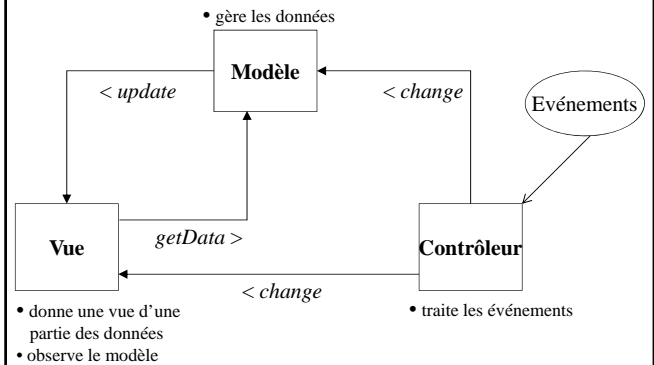 • gère les données
Modèle
< update
< change
Evénements
Vue
getData >
Contrôleur
< change
• donne une vue d’une
partie des données
• observe le modèle
• traite les événements